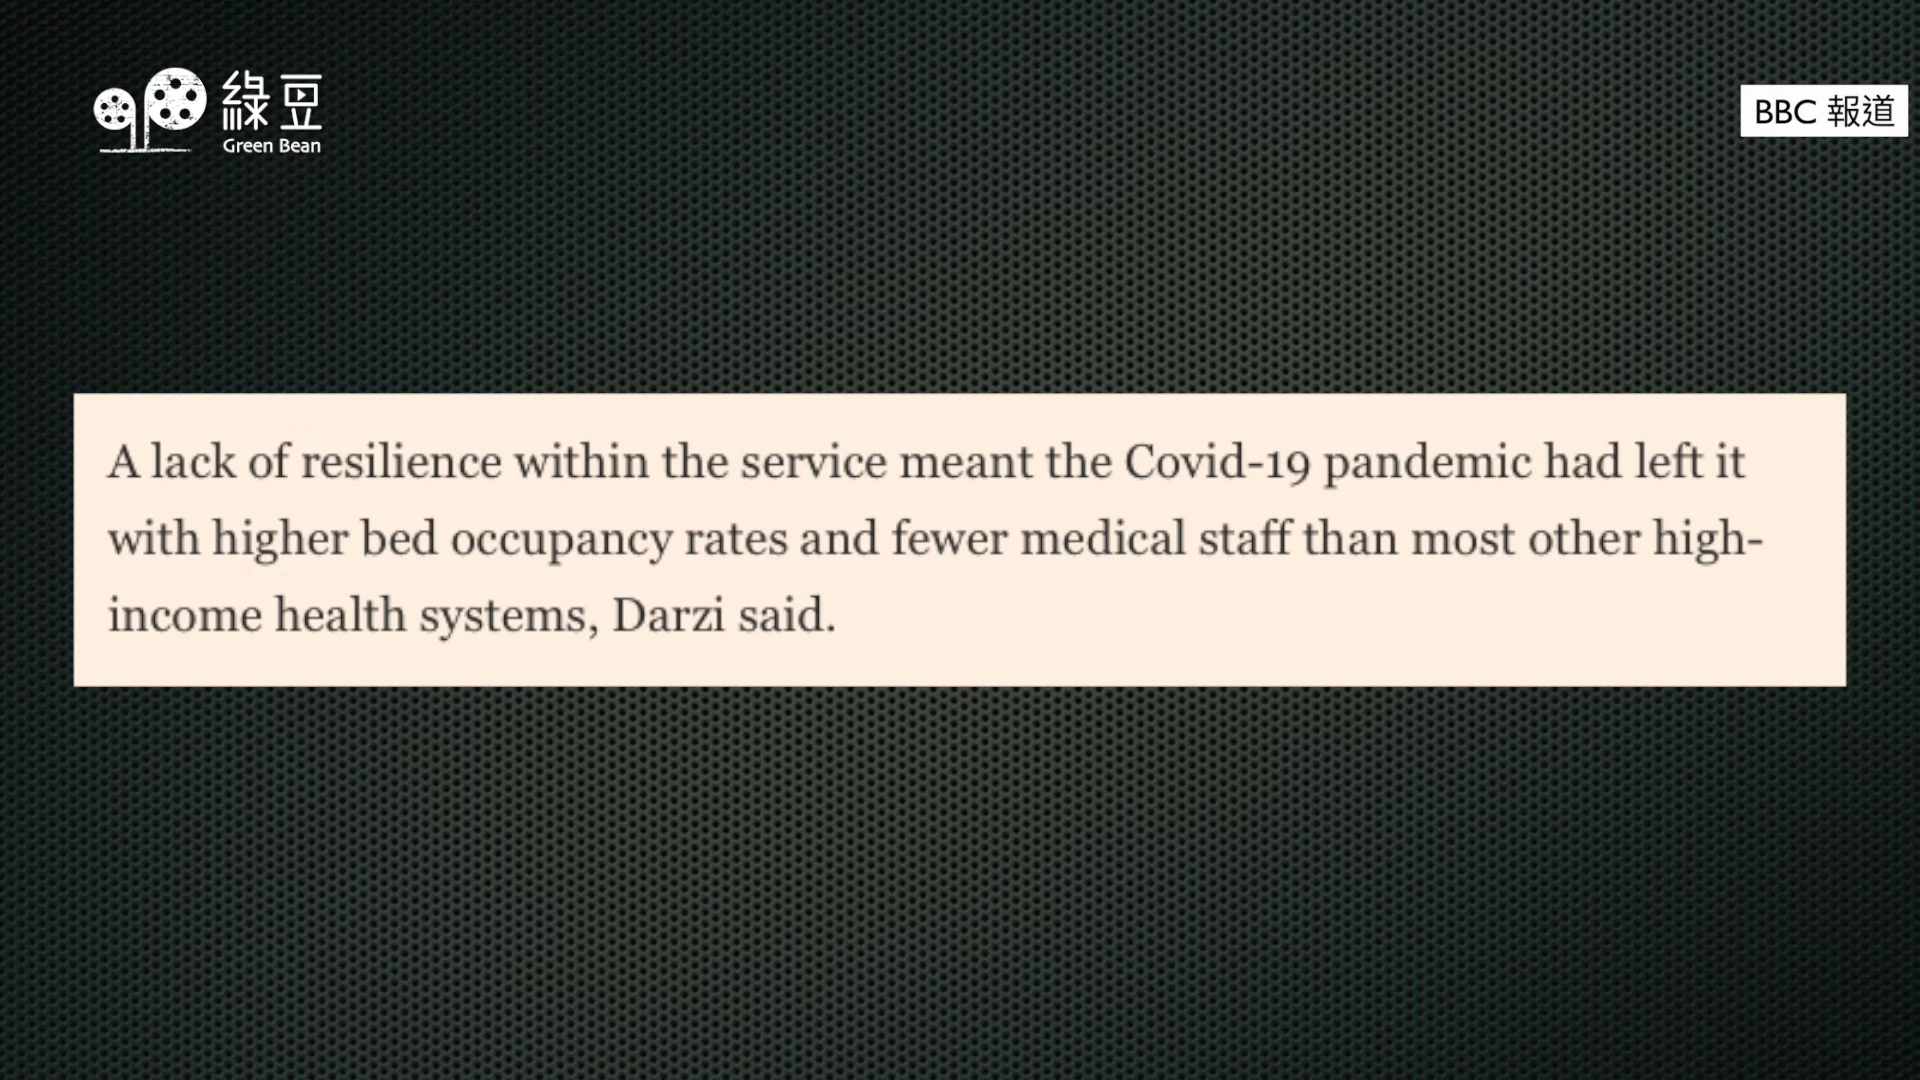 綠豆
Green Bean
BBC 報道
A lack of resilience within the service meant the Covid-19 pandemic had left it
with higher bed occupancy rates and fewer medical staff than most other high-
income health systems, Darzi said.